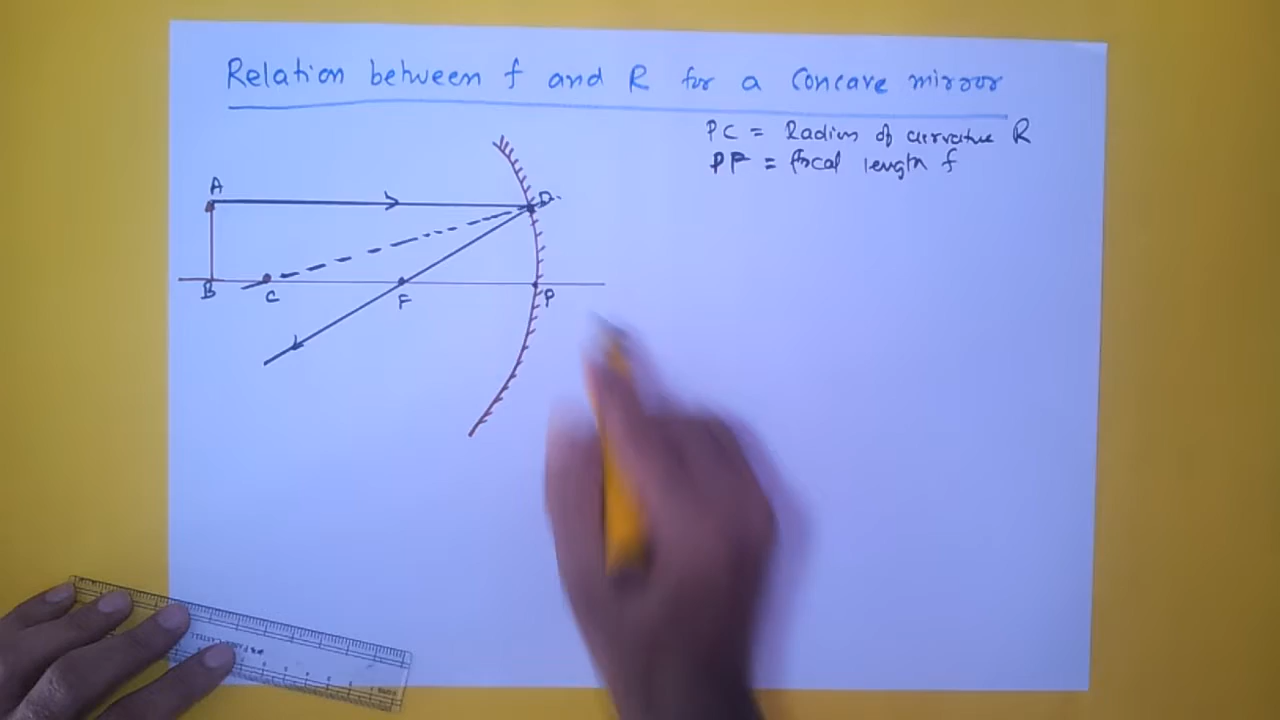 Relation between f and R for a Concave mirror
PC = Radius of curvature R
PF = focal length f
A
D
B
C
F
P